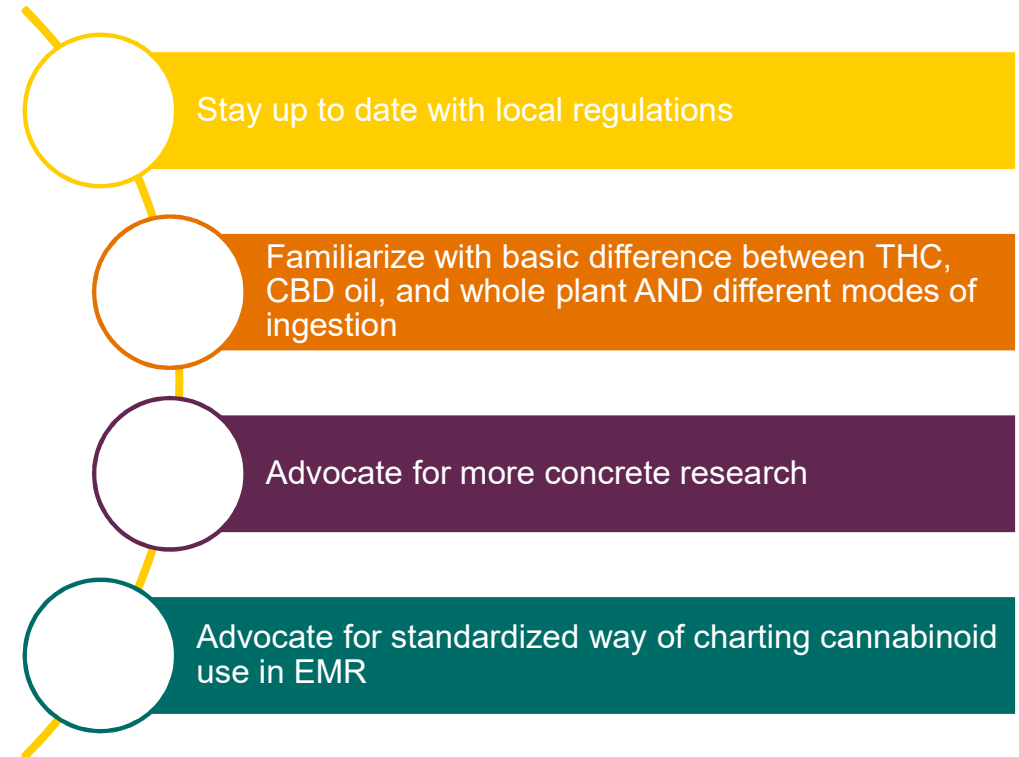 Stay up to date with local regulations
Familiarize with basic difference between THC,
CBD oil, and whole plant AND different modes of
ingestion
Advocate for more concrete research
Advocate for standardized way of charting cannabinoid
use in EMR